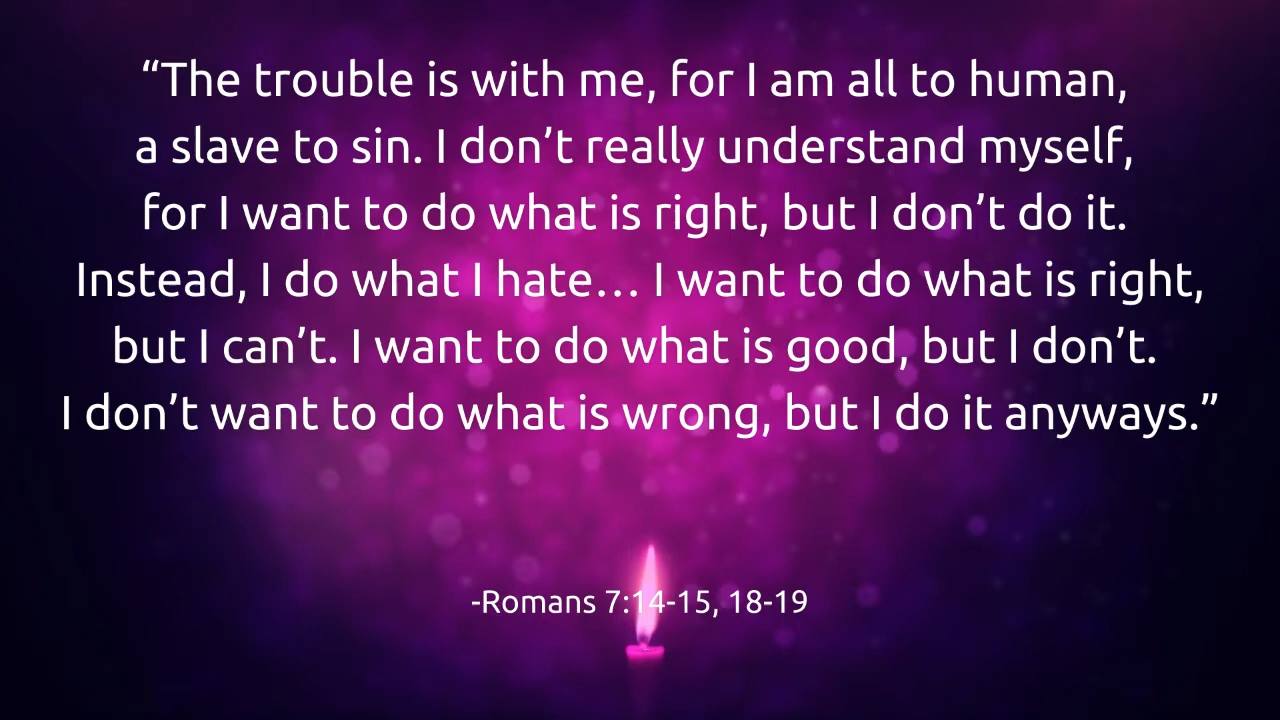 “The trouble is with me, for I am all to human,
a slave to sin. I don’t really understand myself,
for I want to do what is right, but I don’t do it.
Instead, I do what I hate… I want to do what is right,
but I can’t. I want to do what is good, but I don’t.
I don’t want to do what is wrong, but I do it anyways.”
-Romans 7:14-15, 18-19